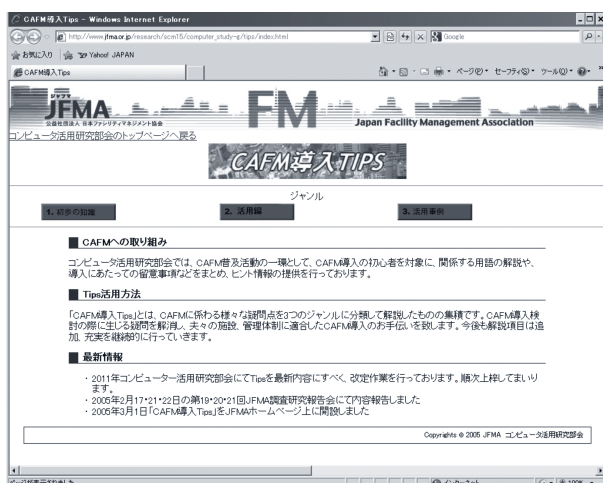 CAFM導入Tips - Windows Internet Explorer
http://www.jfma.or.jp/research/scm15/computer_study-g/tips/index.html
Google
お気に入り
Yahoo! JAPAN
CAFM導入Tips
ページ(P)
セーフティ(S)
ツール(O)
ジャフマ
JFMA
公益社団法人 日本ファシリティマネジメント協会
FM
Japan Facility Management Association
コンピュータ活用研究部会のトップページへ戻る
CAFM導入TIPS
ジャンル
1. 初歩の知識
2. 活用編
3. 活用事例
■ CAFMへの取り組み
コンピュータ活用研究部会では、CAFM普及活動の一環として、CAFM導入の初心者を対象に、関係する用語の解説や、
導入にあたっての留意事項などをまとめ、ヒント情報の提供を行っております。
■ Tips活用方法
「CAFM導入Tips」とは、CAFMに係わる様々な疑問点を3つのジャンルに分類して解説したものの集積です。CAFM導入検
討の際に生じる疑問を解消し、夫々の施設、管理体制に適合したCAFM導入のお手伝いを致します。今後も解説項目は追
加、充実を継続的に行っていきます。
■ 最新情報
・2011年コンピューター活用研究部会にてTipsを最新内容にすべく、改定作業を行っております。順次上梓してまいり
ます。
・2005年2月17・21・22日の第19・20・21回JFMA調査研究報告会にて内容報告しました
・2005年3月1日「CAFM導入Tips」をJFMAホームページ上に開設しました
Copyrights © 2005 JFMA コンピュータ活用研究部会
ページが表示されました
インターネット
100%